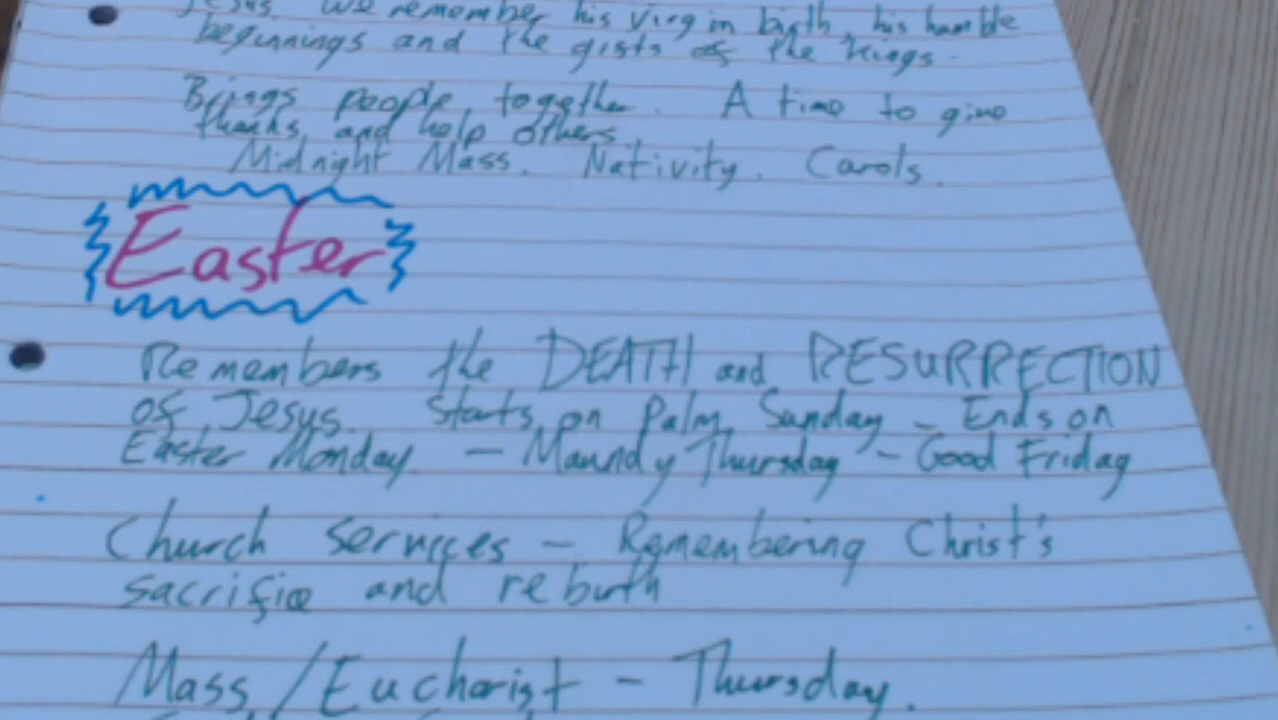 Jesus. We remember his virgin birth, his humble
beginnings and the gists of the kings.
Brings people together. A time to give
thanks, and help others
Midnight Mass. Nativity. Carols.
Easter
Remembers the DEATH and RESURRECTION
of Jesus. Starts on Palm Sunday - Ends on
Easter Monday. - Maundy Thursday - Good Friday
Church services - Remembering Christ's
sacrifice and rebirth
Mass/Eucharist - Thursday.